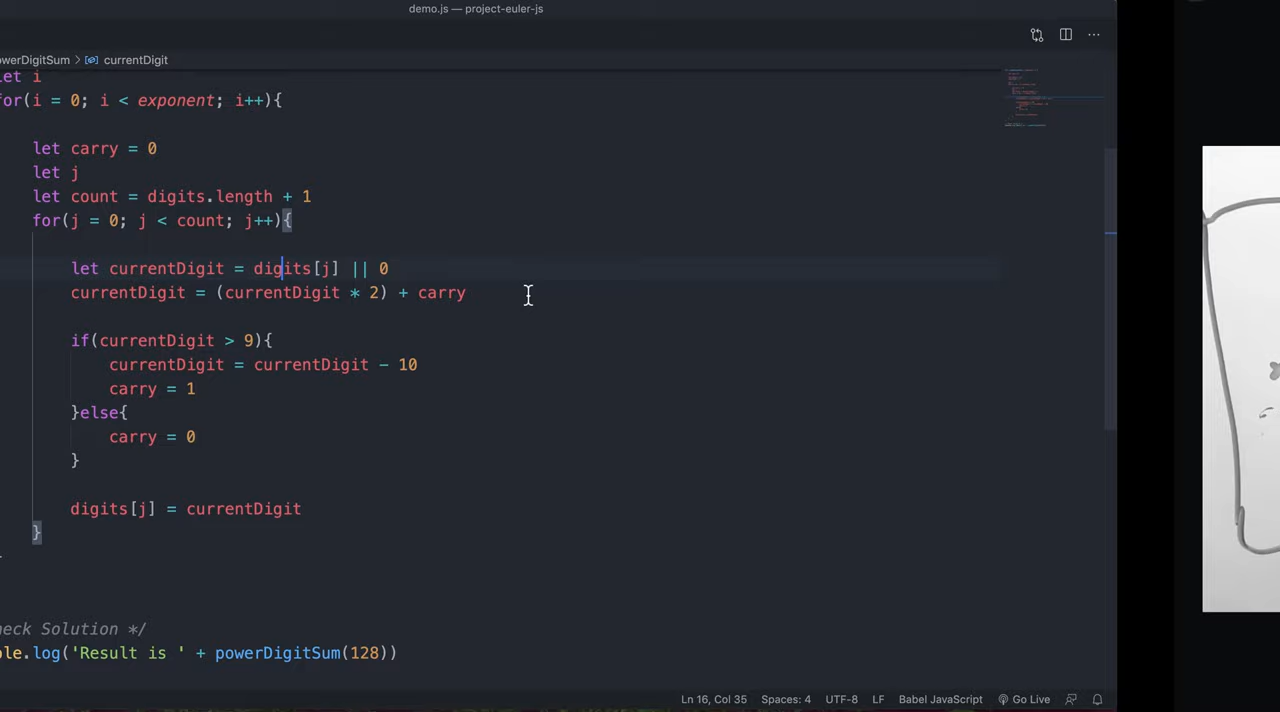 demo.js — project-euler-js
owerDigitSum > currentDigit
let i
for(i = 0; i < exponent; i++){
let carry = 0
let j
let count = digits.length + 1
for(j = 0; j < count; j++){
let currentDigit = digits[j] || 0
currentDigit = (currentDigit * 2) + carry
if(currentDigit > 9){
currentDigit = currentDigit - 10
carry = 1
}else{
carry = 0
}
digits[j] = currentDigit
}
eck Solution */
ole.log('Result is ' + powerDigitSum(128))
Ln 16, Col 35 Spaces: 4 UTF-8 LF Babel JavaScript Go Live